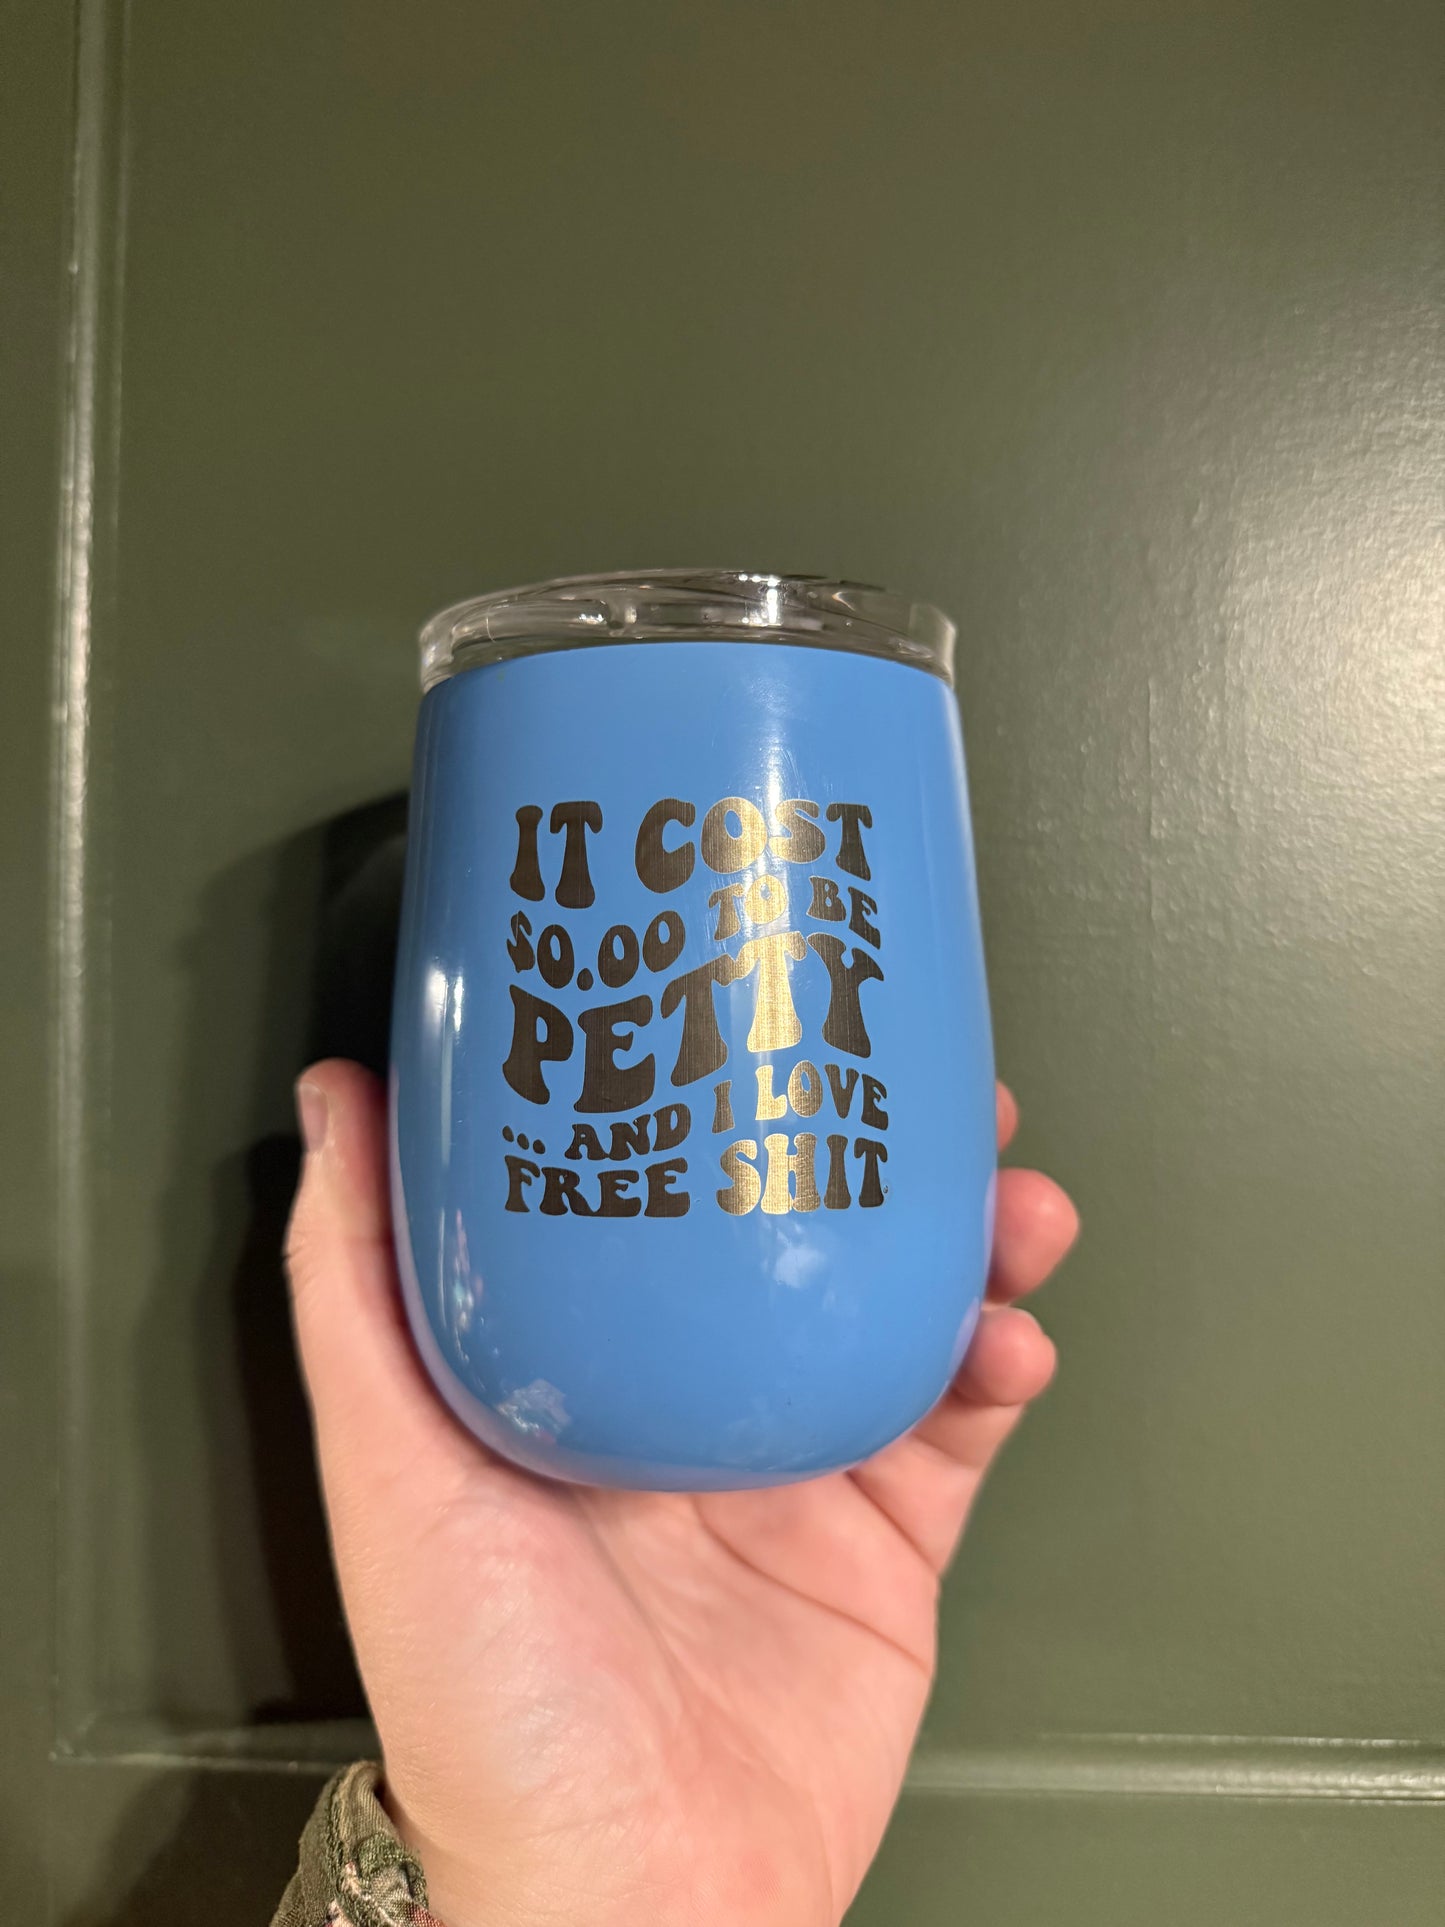 IT COST
$0.00 TO BE
PETTY
... AND I LOVE
FREE SHIT.